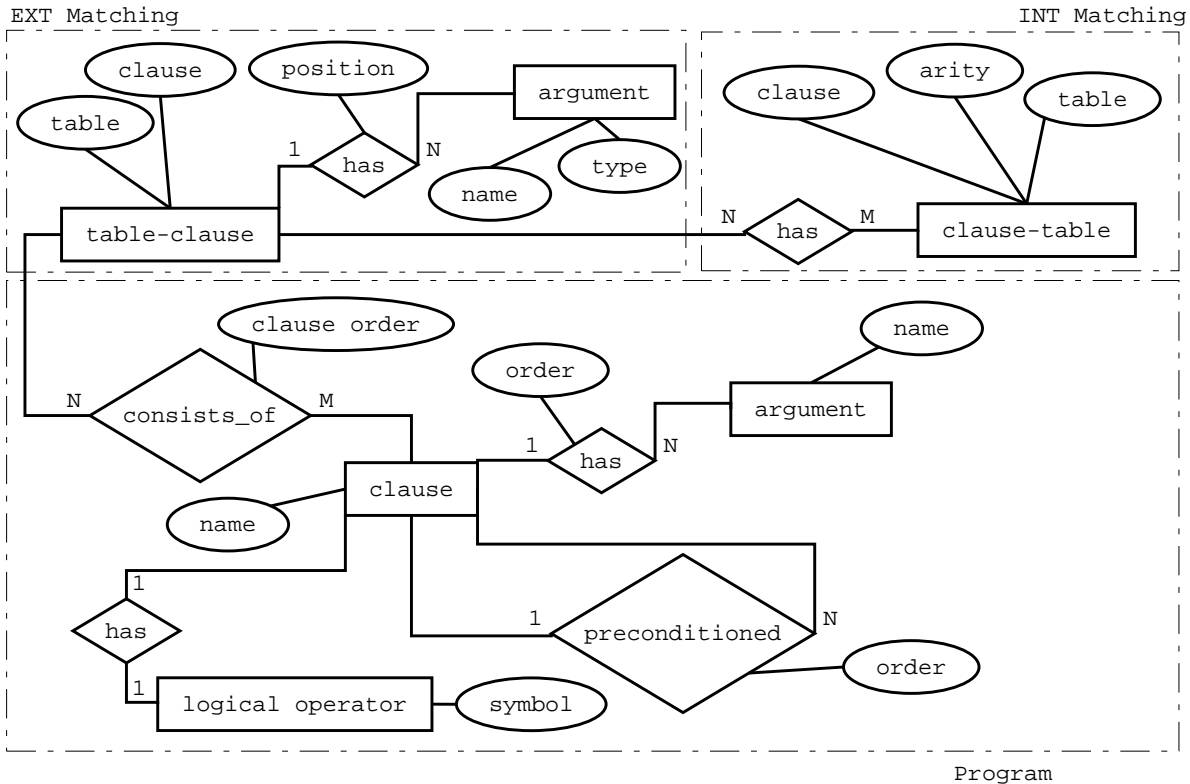 EXT Matching
INT Matching
clause
position
argument
table
1
has
N
name
type
table-clause
clause
arity
table
N
has
M
clause-table
clause order
N
consists_of
M
order
name
argument
1
has
N
clause
name
1
has
1
logical operator
symbol
1
preconditioned
N
order
Program